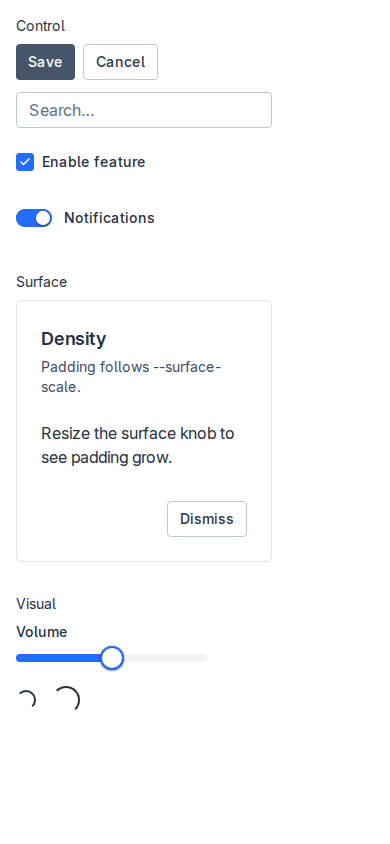 Control
Save Cancel
Search...
Enable feature
Notifications
Surface
Density
Padding follows --surface-
scale.
Resize the surface knob to
see padding grow.
Dismiss
Visual
Volume